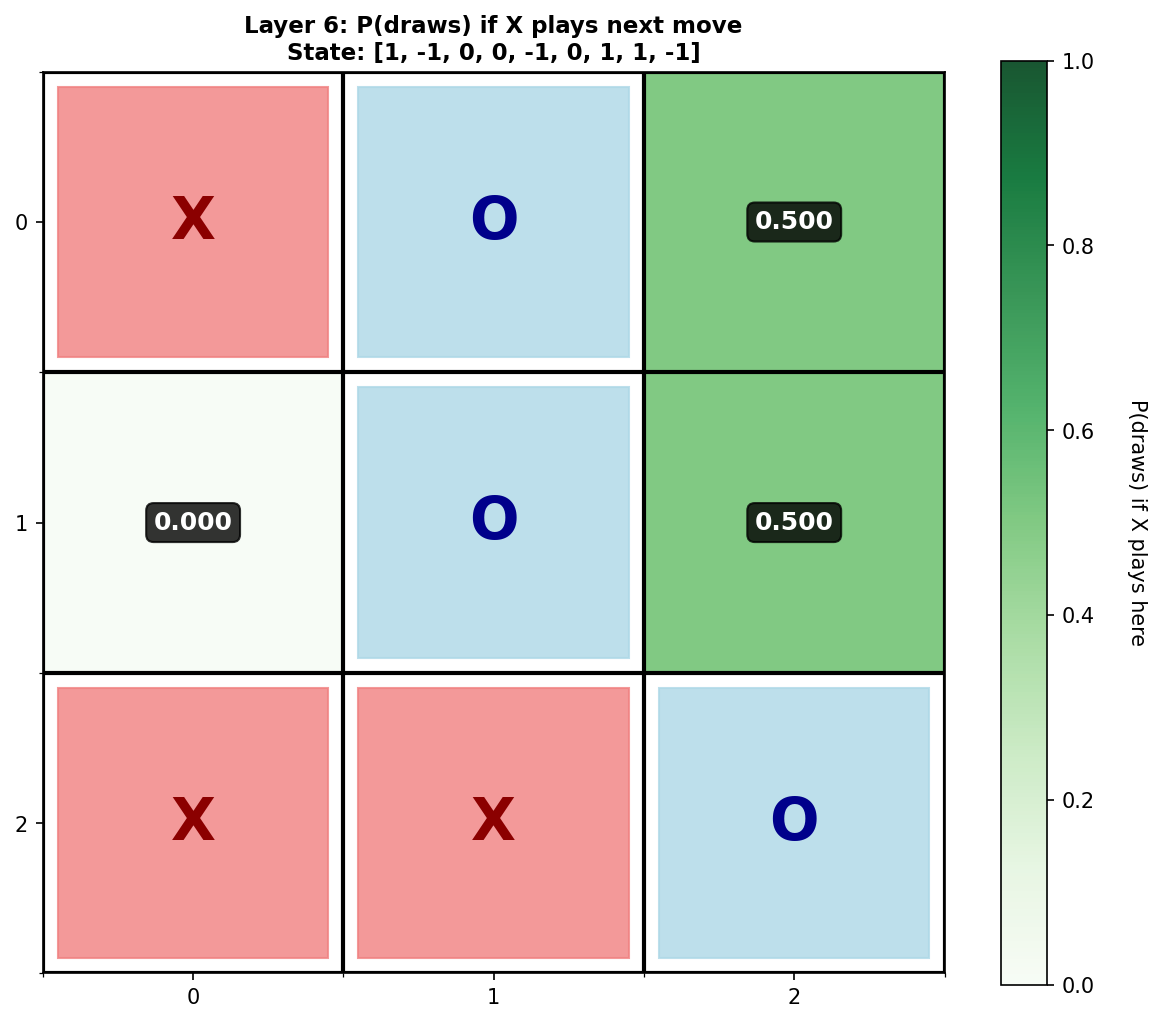 Layer 6: P(draws) if X plays next move
State: [1, -1, 0, 0, -1, 0, 1, 1, -1]
X O 0.500
0.000 O 0.500
X X O
0
1
2
0 1 2
1.0
0.8
0.6
0.4
0.2
0.0
P(draws) if X plays here